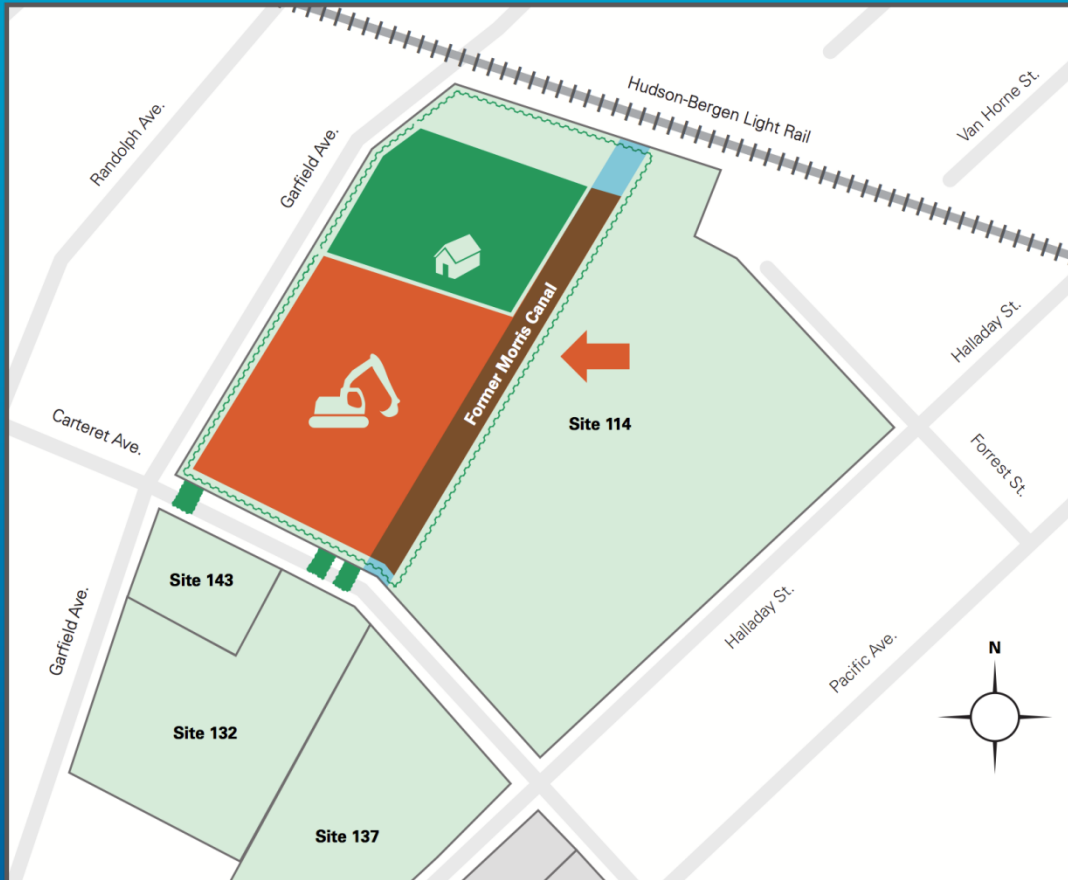 Hudson-Bergen Light Rail
Van Horne St.
Randolph Ave.
Garfield Ave.
Former Morris Canal
Halladay St.
Site 114
Carteret Ave.
Forrest St.
Site 143
Garfield Ave.
Halladay St.
Pacific Ave.
N
Site 132
Site 137